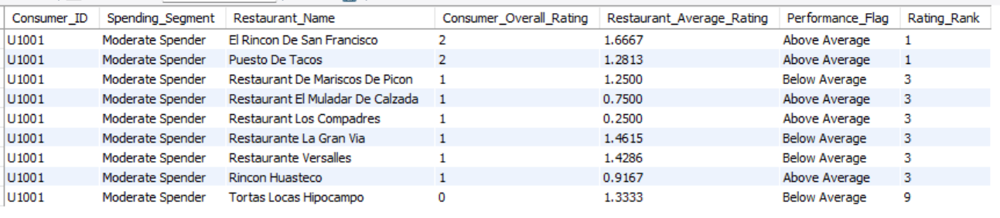 Consumer_ID Spending_Segment Restaurant_Name Consumer_Overall_Rating Restaurant_Average_Rating Performance_Flag Rating_Rank
U1001 Moderate Spender El Rincon De San Francisco 2 1.6667 Above Average 1
U1001 Moderate Spender Puesto De Tacos 2 1.2813 Above Average 1
U1001 Moderate Spender Restaurant De Mariscos De Picon 1 1.2500 Below Average 3
U1001 Moderate Spender Restaurant El Muladar De Calzada 1 0.7500 Above Average 3
U1001 Moderate Spender Restaurant Los Compadres 1 0.2500 Above Average 3
U1001 Moderate Spender Restaurante La Gran Via 1 1.4615 Below Average 3
U1001 Moderate Spender Restaurante Versalles 1 1.4286 Below Average 3
U1001 Moderate Spender Rincon Huasteco 1 0.9167 Above Average 3
U1001 Moderate Spender Tortas Locas Hipocampo 0 1.3333 Below Average 9